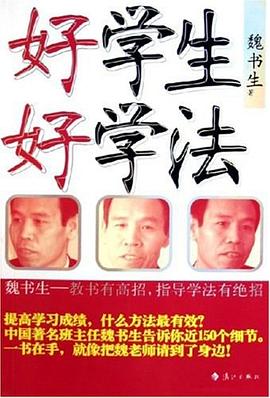 好学生
好学法
魏书生 著
魏书生——教书有高招，指导学法有绝招
提高学习成绩，什么方法最有效？
中国著名班主任魏书生告诉你近150个细节。
一书在手，就像把魏老师请到了身边！
漓江出版社